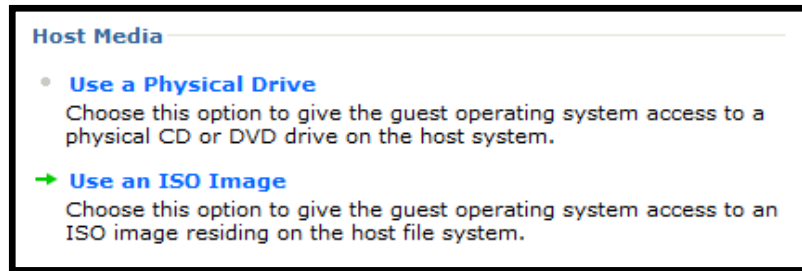 Host Media
Use a Physical Drive
Choose this option to give the guest operating system access to a
physical CD or DVD drive on the host system.
Use an ISO Image
Choose this option to give the guest operating system access to an
ISO image residing on the host file system.